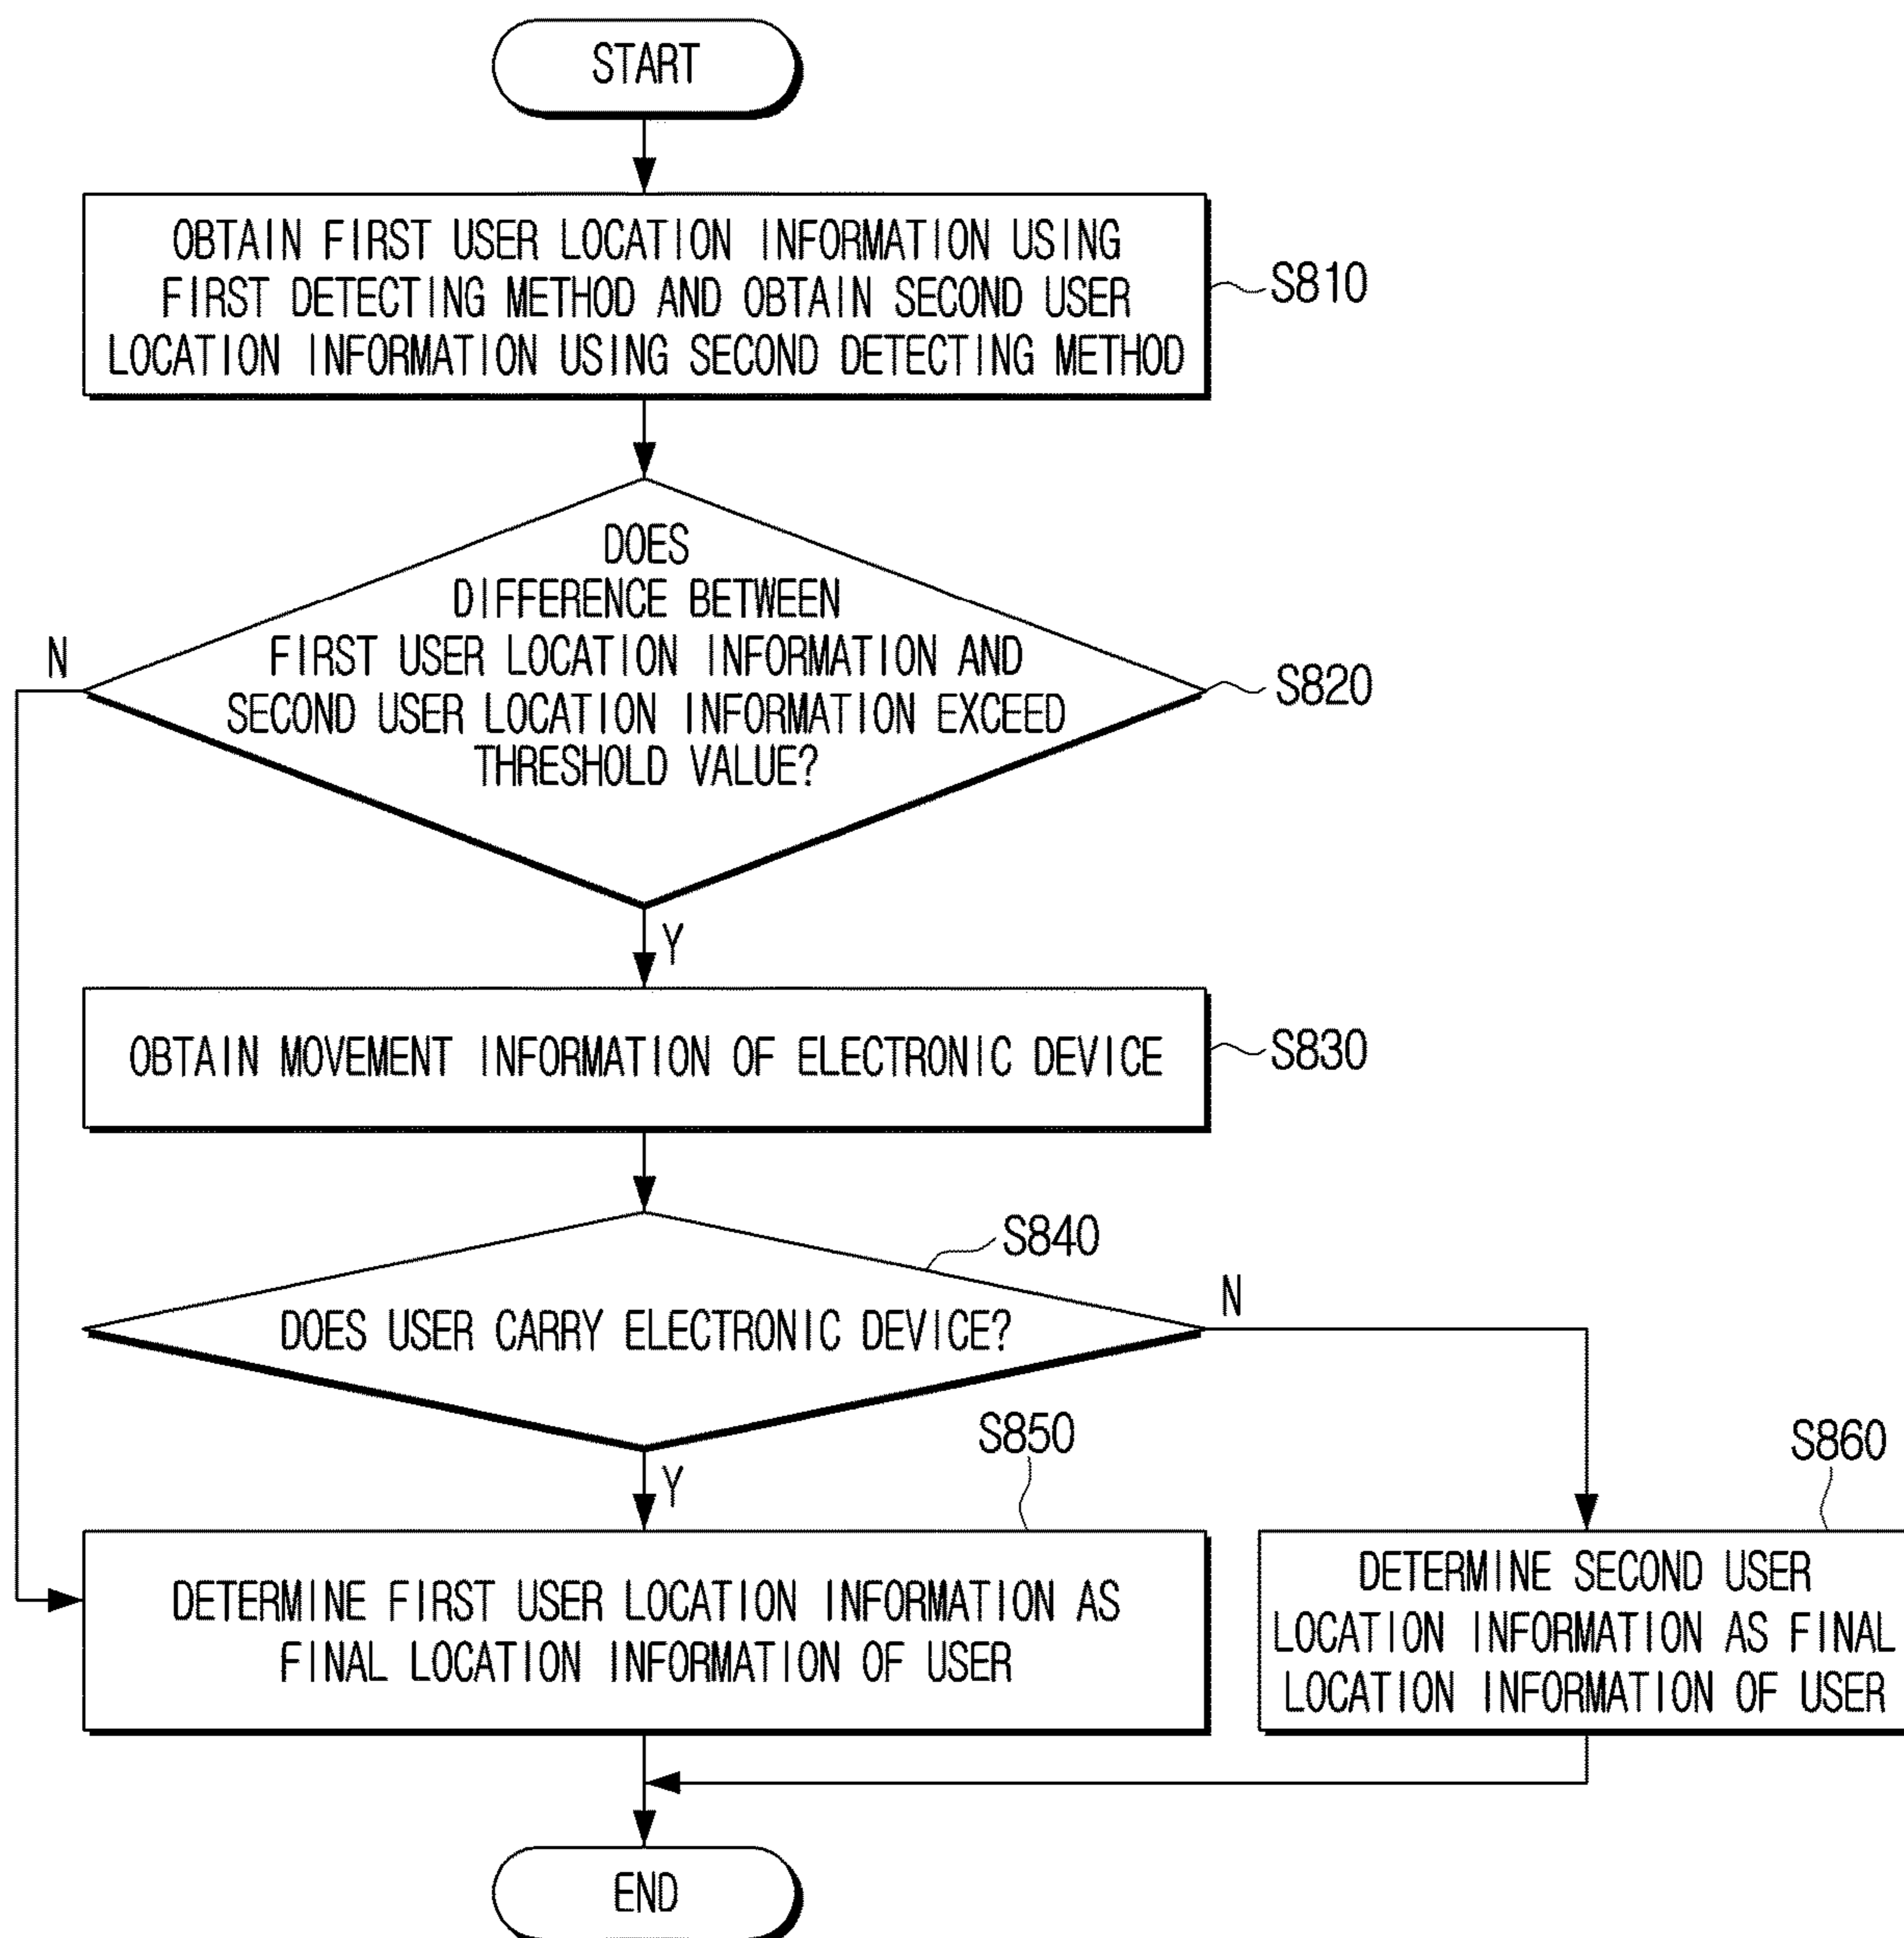 START
OBTAIN FIRST USER LOCATION INFORMATION USING
FIRST DETECTING METHOD AND OBTAIN SECOND USER
LOCATION INFORMATION USING SECOND DETECTING METHOD
S810
DOES
DIFFERENCE BETWEEN
FIRST USER LOCATION INFORMATION AND
SECOND USER LOCATION INFORMATION EXCEED
THRESHOLD VALUE?
N
S820
Y
OBTAIN MOVEMENT INFORMATION OF ELECTRONIC DEVICE
S830
S840
DOES USER CARRY ELECTRONIC DEVICE?
N
Y
S850
DETERMINE FIRST USER LOCATION INFORMATION AS
FINAL LOCATION INFORMATION OF USER
S860
DETERMINE SECOND USER
LOCATION INFORMATION AS FINAL
LOCATION INFORMATION OF USER
END